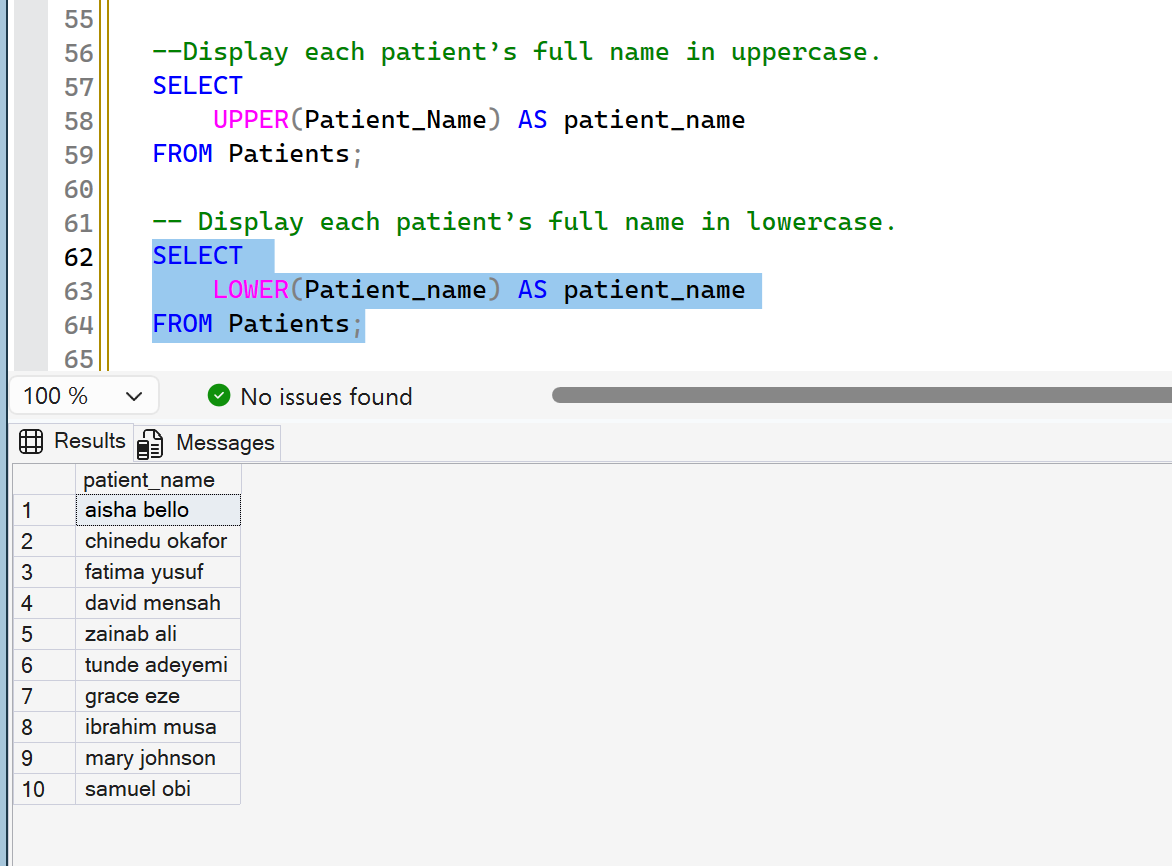 55
56 --Display each patient’s full name in uppercase.
57 SELECT
58 UPPER(Patient_Name) AS patient_name
59 FROM Patients;
60
61 -- Display each patient’s full name in lowercase.
62 SELECT
63 LOWER(Patient_name) AS patient_name
64 FROM Patients;
65
100 % No issues found
Results Messages
patient_name
1 aisha bello
2 chinedu okafor
3 fatima yusuf
4 david mensah
5 zainab ali
6 tunde adeyemi
7 grace eze
8 ibrahim musa
9 mary johnson
10 samuel obi